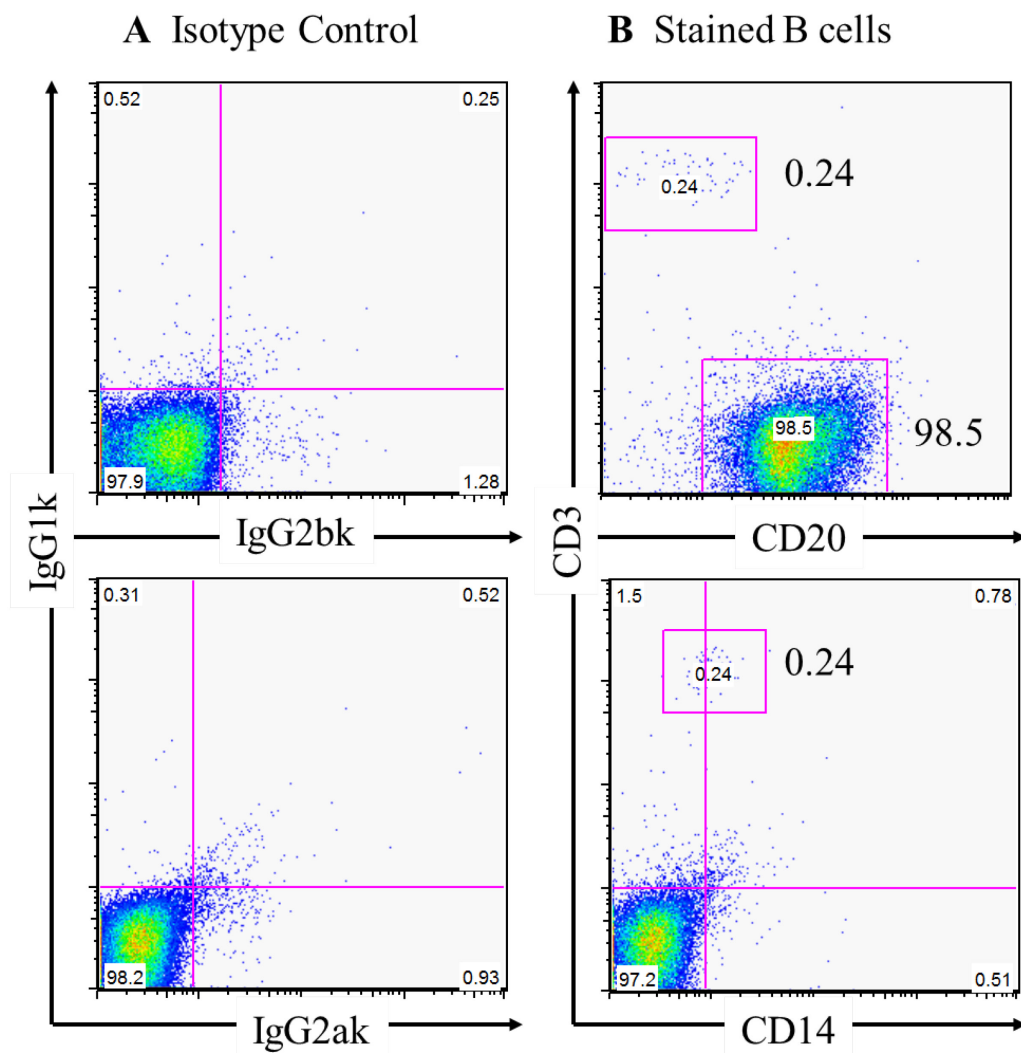 A Isotype Control
B Stained B cells
0.52
0.25
97.9
1.28
IgG1k
IgG2bk
0.24
0.24
98.5
98.5
CD3
CD20
0.31
0.52
98.2
0.93
IgG2ak
1.5
0.78
0.24
0.24
97.2
0.51
CD14